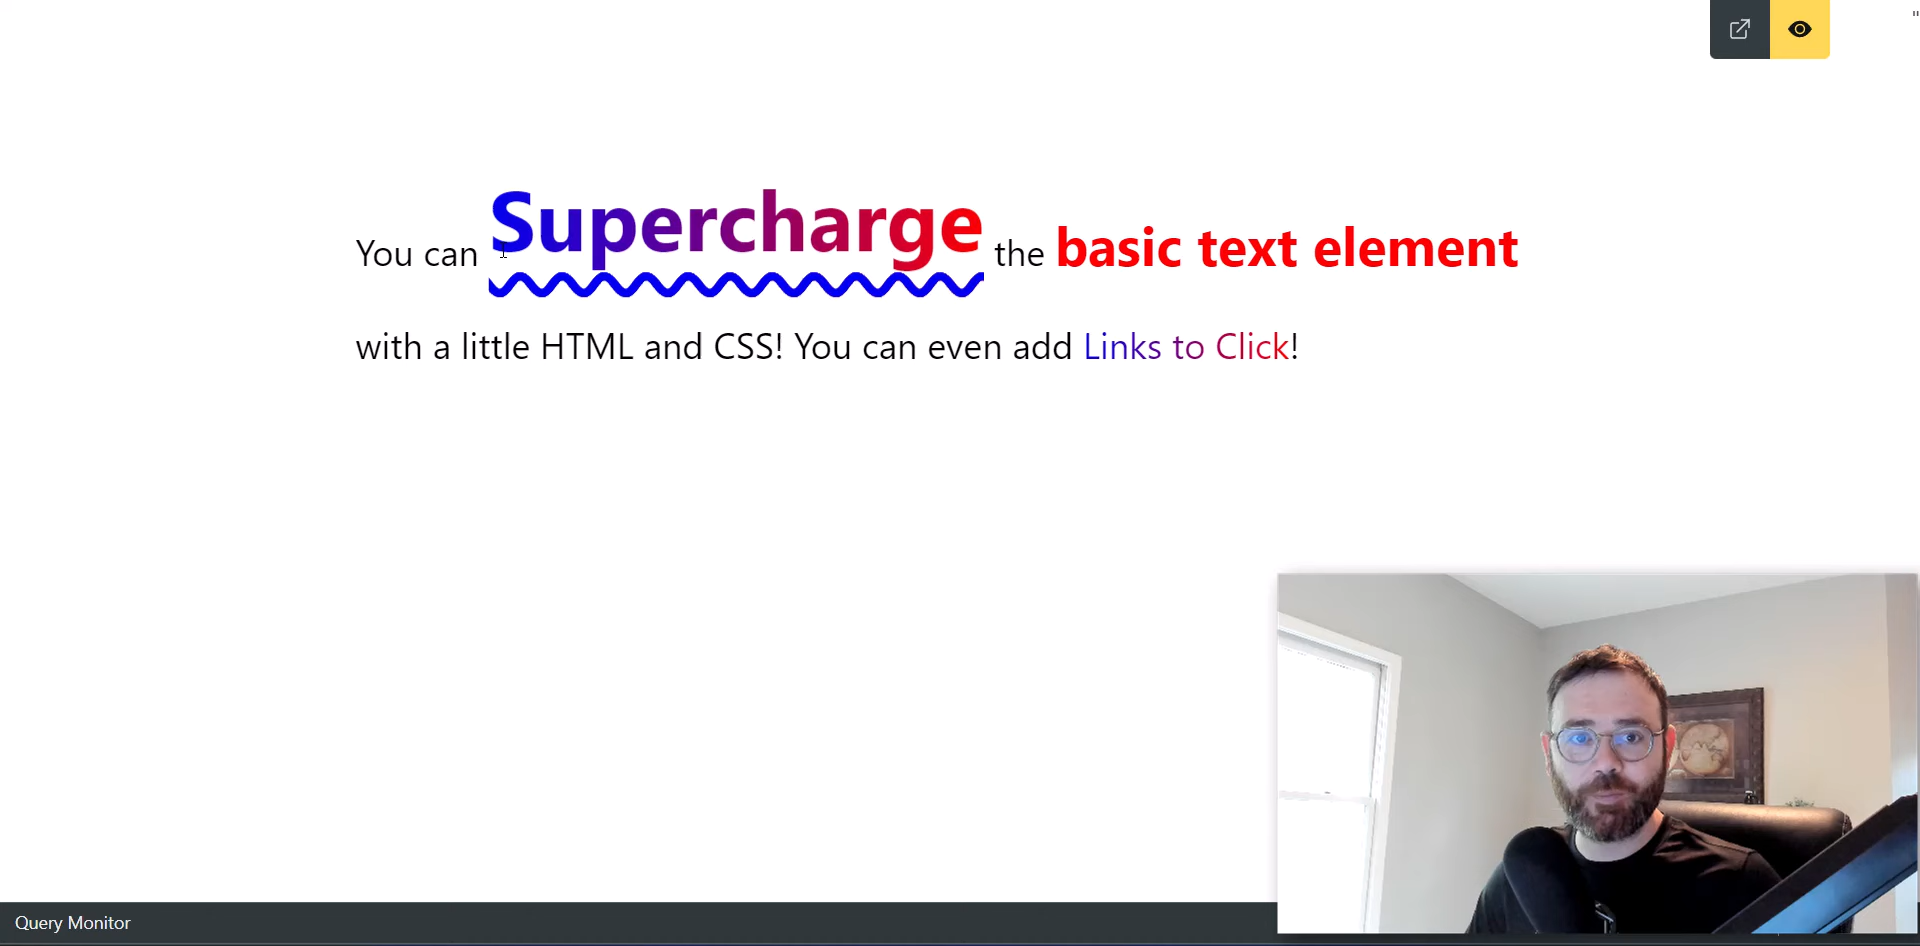 You can Supercharge the basic text element
with a little HTML and CSS! You can even add Links to Click!
Query Monitor